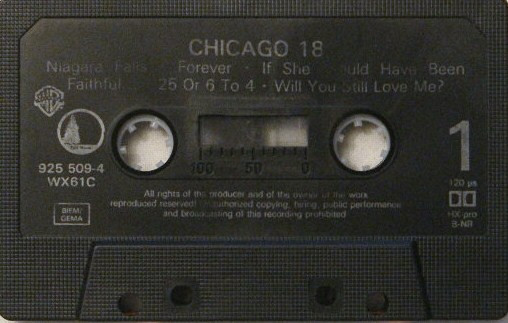 CHICAGO 18
Niagara Falls Forever · If She ould Have Been
Faithful 25 Or 6 To 4 · Will You Still Love Me?
1
925 509-4
WX61C
100 50 0
120 µs
HX-pro
B-NR
BIEM/
GEMA
All rights of the producer and of the owner of the work
reproduced reserved! Unauthorized copying, hiring, public performance
and broadcasting of this recording prohibited